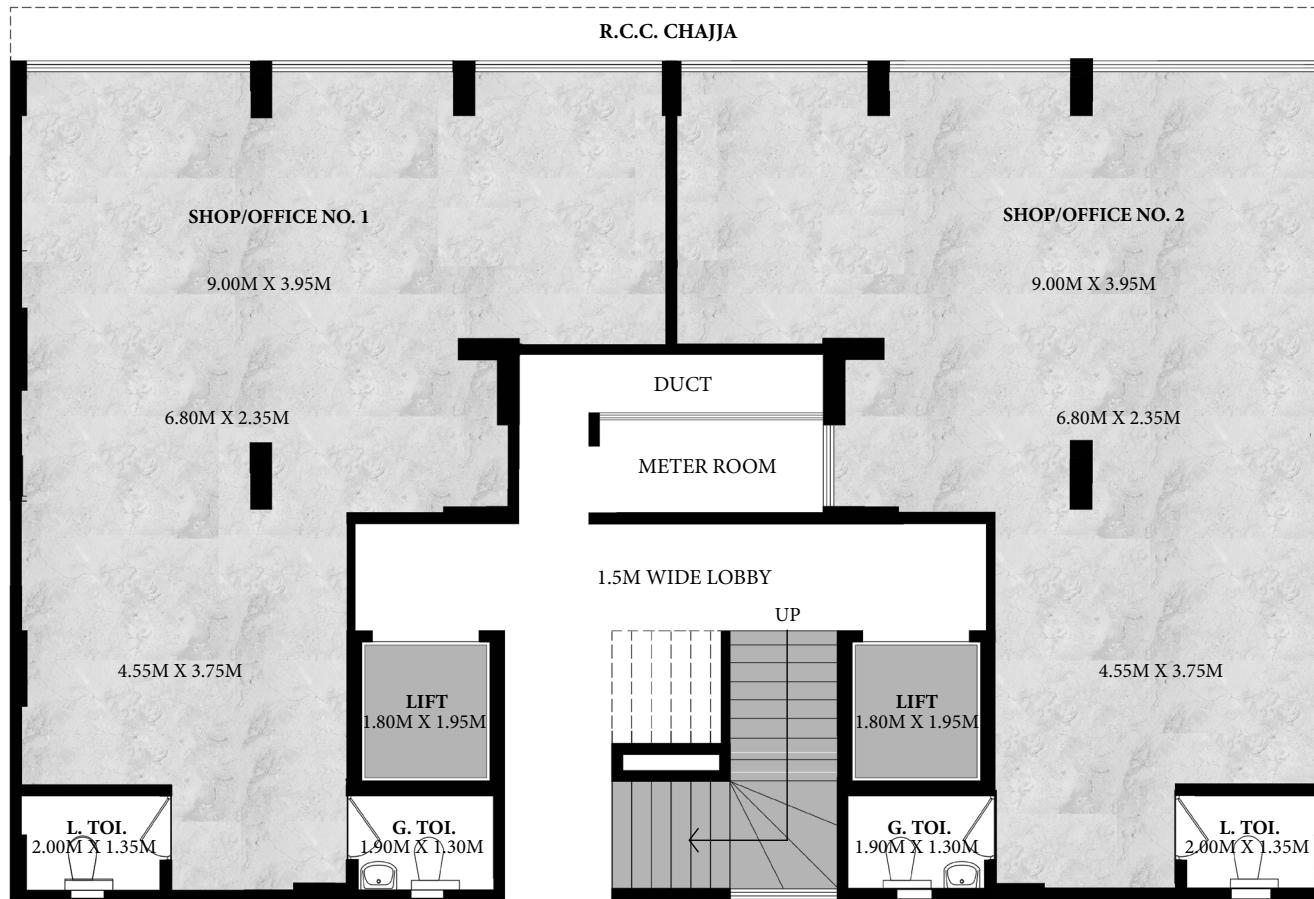 R.C.C. CHAJJA
SHOP/OFFICE NO. 1
9.00M X 3.95M
SHOP/OFFICE NO. 2
9.00M X 3.95M
DUCT
6.80M X 2.35M
6.80M X 2.35M
METER ROOM
1.5M WIDE LOBBY
UP
4.55M X 3.75M
4.55M X 3.75M
LIFT
1.80M X 1.95M
LIFT
1.80M X 1.95M
L. TOI.
2.00M X 1.35M
G. TOI.
1.90M X 1.30M
G. TOI.
1.90M X 1.30M
L. TOI.
2.00M X 1.35M